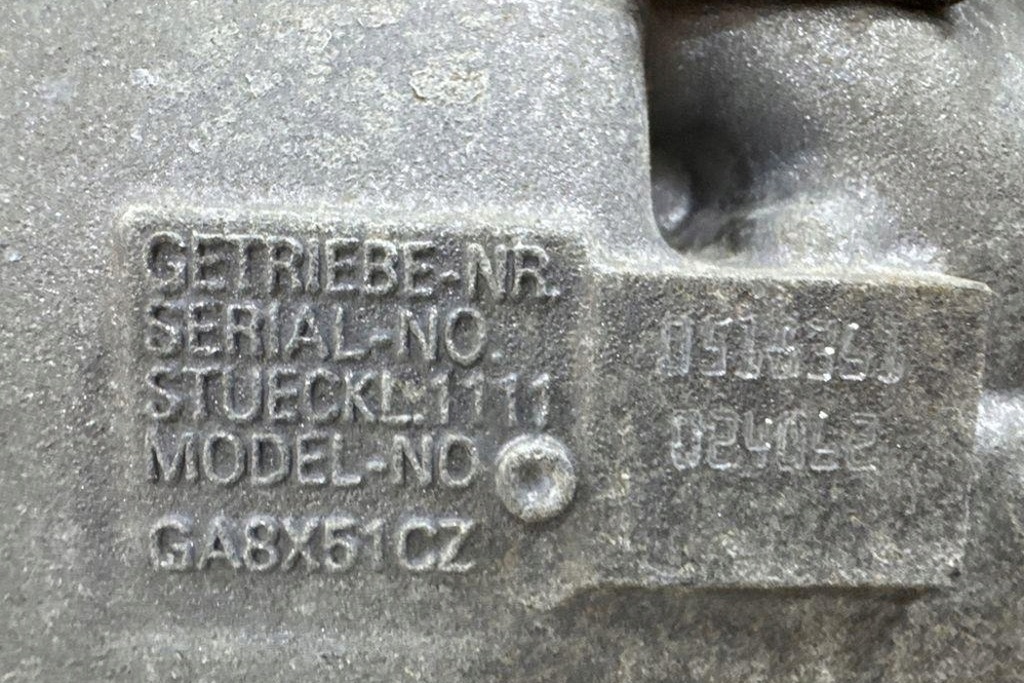 GETRIEBE-NR.
SERIAL-NO.
STUECKL.1111
MODEL-NO
GA8X51CZ